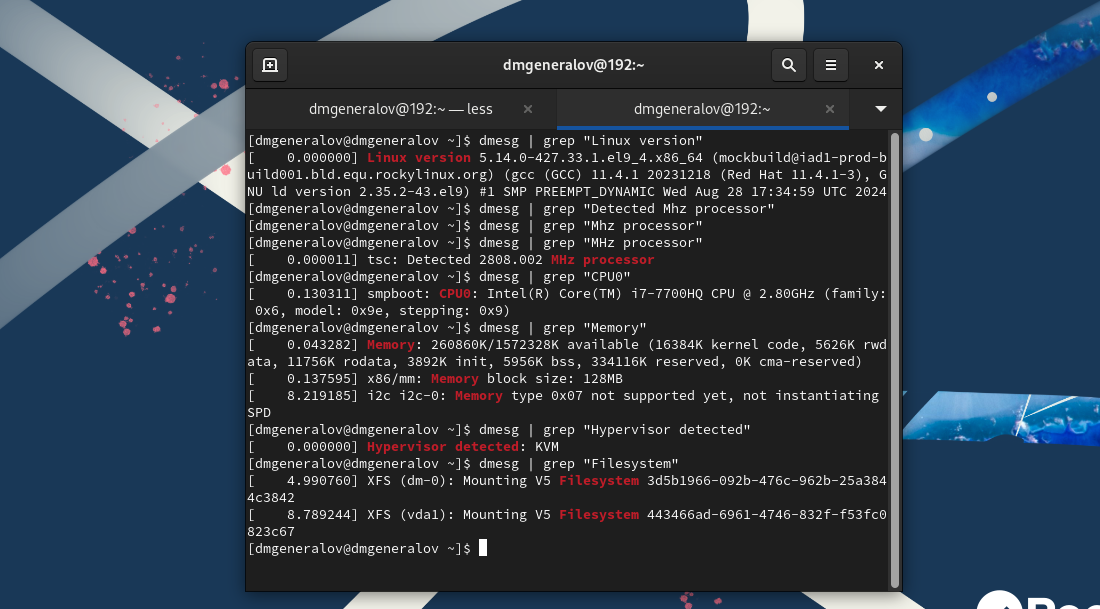 dmgeneralov@192:~
dmgeneralov@192:~ — less
dmgeneralov@192:~
[dmgeneralov@dmgeneralov ~]$ dmesg | grep "Linux version"
[    0.000000] Linux version 5.14.0-427.33.1.el9_4.x86_64 (mockbuild@iad1-prod-b
uild001.bld.equ.rockylinux.org) (gcc (GCC) 11.4.1 20231218 (Red Hat 11.4.1-3), G
NU ld version 2.35.2-43.el9) #1 SMP PREEMPT_DYNAMIC Wed Aug 28 17:34:59 UTC 2024
[dmgeneralov@dmgeneralov ~]$ dmesg | grep "Detected Mhz processor"
[dmgeneralov@dmgeneralov ~]$ dmesg | grep "Mhz processor"
[dmgeneralov@dmgeneralov ~]$ dmesg | grep "MHz processor"
[    0.000011] tsc: Detected 2808.002 MHz processor
[dmgeneralov@dmgeneralov ~]$ dmesg | grep "CPU0"
[    0.130311] smpboot: CPU0: Intel(R) Core(TM) i7-7700HQ CPU @ 2.80GHz (family:
 0x6, model: 0x9e, stepping: 0x9)
[dmgeneralov@dmgeneralov ~]$ dmesg | grep "Memory"
[    0.043282] Memory: 260860K/1572328K available (16384K kernel code, 5626K rwd
ata, 11756K rodata, 3892K init, 5956K bss, 334116K reserved, 0K cma-reserved)
[    0.137595] x86/mm: Memory block size: 128MB
[    8.219185] i2c i2c-0: Memory type 0x07 not supported yet, not instantiating
SPD
[dmgeneralov@dmgeneralov ~]$ dmesg | grep "Hypervisor detected"
[    0.000000] Hypervisor detected: KVM
[dmgeneralov@dmgeneralov ~]$ dmesg | grep "Filesystem"
[    4.990760] XFS (dm-0): Mounting V5 Filesystem 3d5b1966-092b-476c-962b-25a384
4c3842
[    8.789244] XFS (vda1): Mounting V5 Filesystem 443466ad-6961-4746-832f-f53fc0
823c67
[dmgeneralov@dmgeneralov ~]$